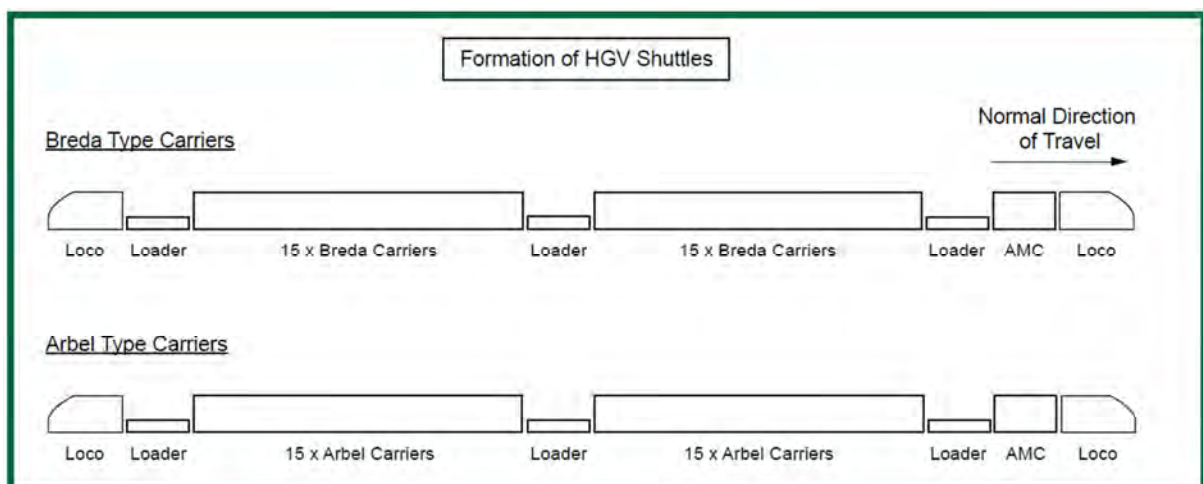 Formation of HGV Shuttles
Normal Direction
of Travel
Breda Type Carriers
Loco Loader 15 x Breda Carriers Loader 15 x Breda Carriers Loader AMC Loco
Arbel Type Carriers
Loco Loader 15 x Arbel Carriers Loader 15 x Arbel Carriers Loader AMC Loco